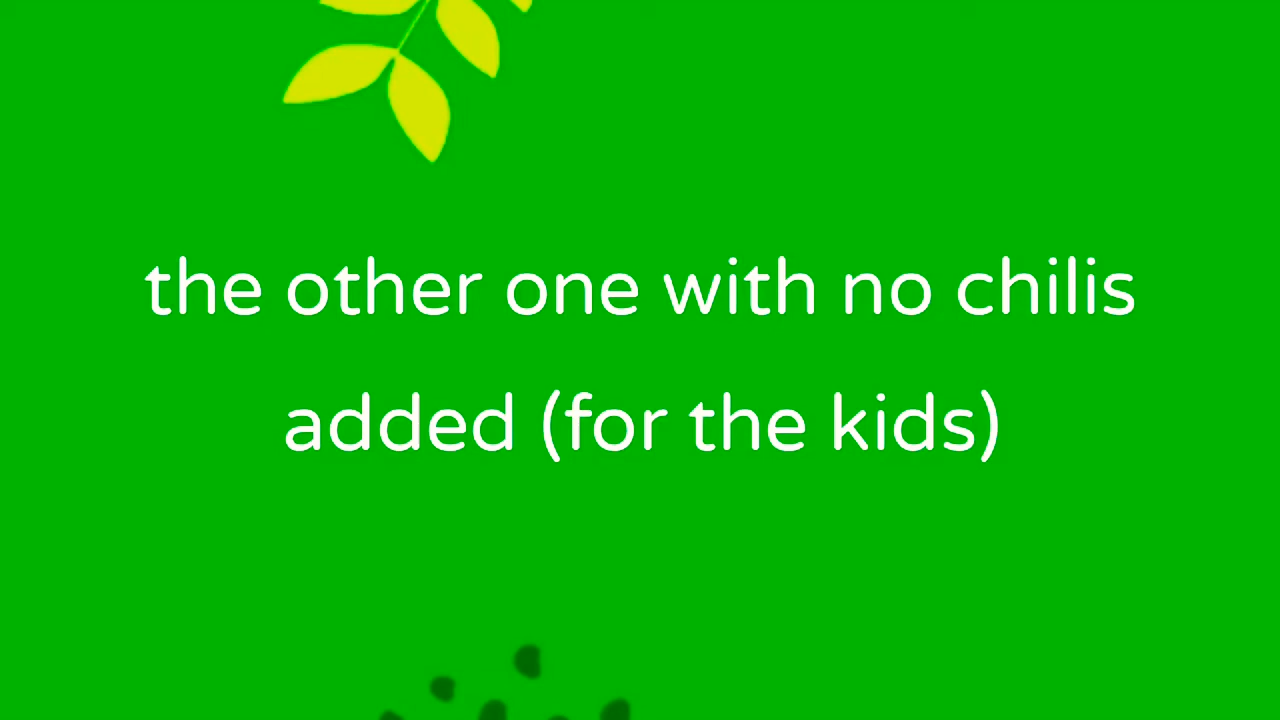 the other one with no chilis
added (for the kids)